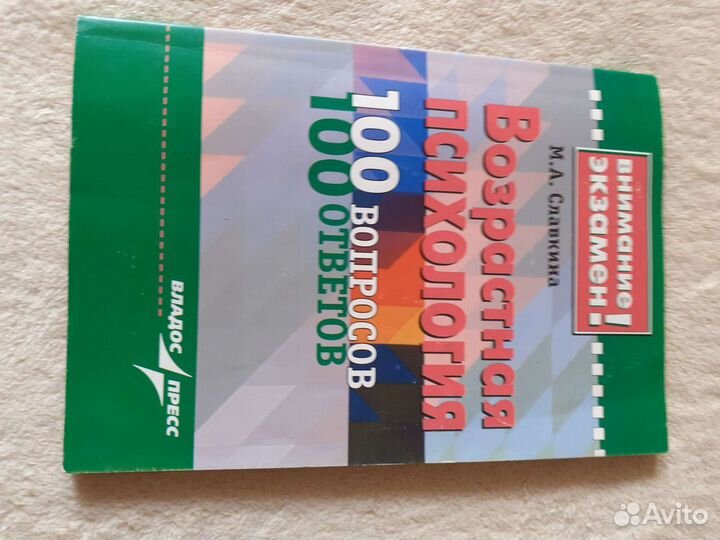 ВНИМАНИЕ!
ЭКЗАМЕН!
М.А. Славкина
Возрастная
ПСИХОЛОГИЯ
100 ВОПРОСОВ
100 ОТВЕТОВ
ВЛАДОС
ПРЕСС
Avito